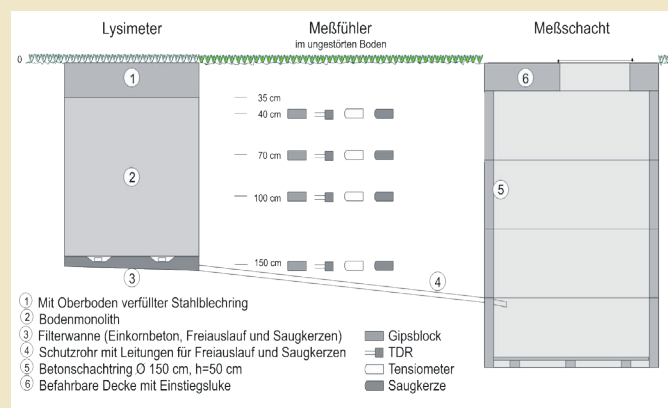 Lysimeter
Meßfühler
im ungestörten Boden
Meßschacht
0
1
6
35 cm
40 cm
70 cm
2
100 cm
5
150 cm
3
4
1 Mit Oberboden verfüllter Stahlblechring
2 Bodenmonolith
3 Filterwanne (Einkornbeton, Freiauslauf und Saugkerzen)
4 Schutzrohr mit Leitungen für Freiauslauf und Saugkerzen
5 Betonschachtring Ø 150 cm, h=50 cm
6 Befahrbare Decke mit Einstiegsluke
Gipsblock
TDR
Tensiometer
Saugkerze